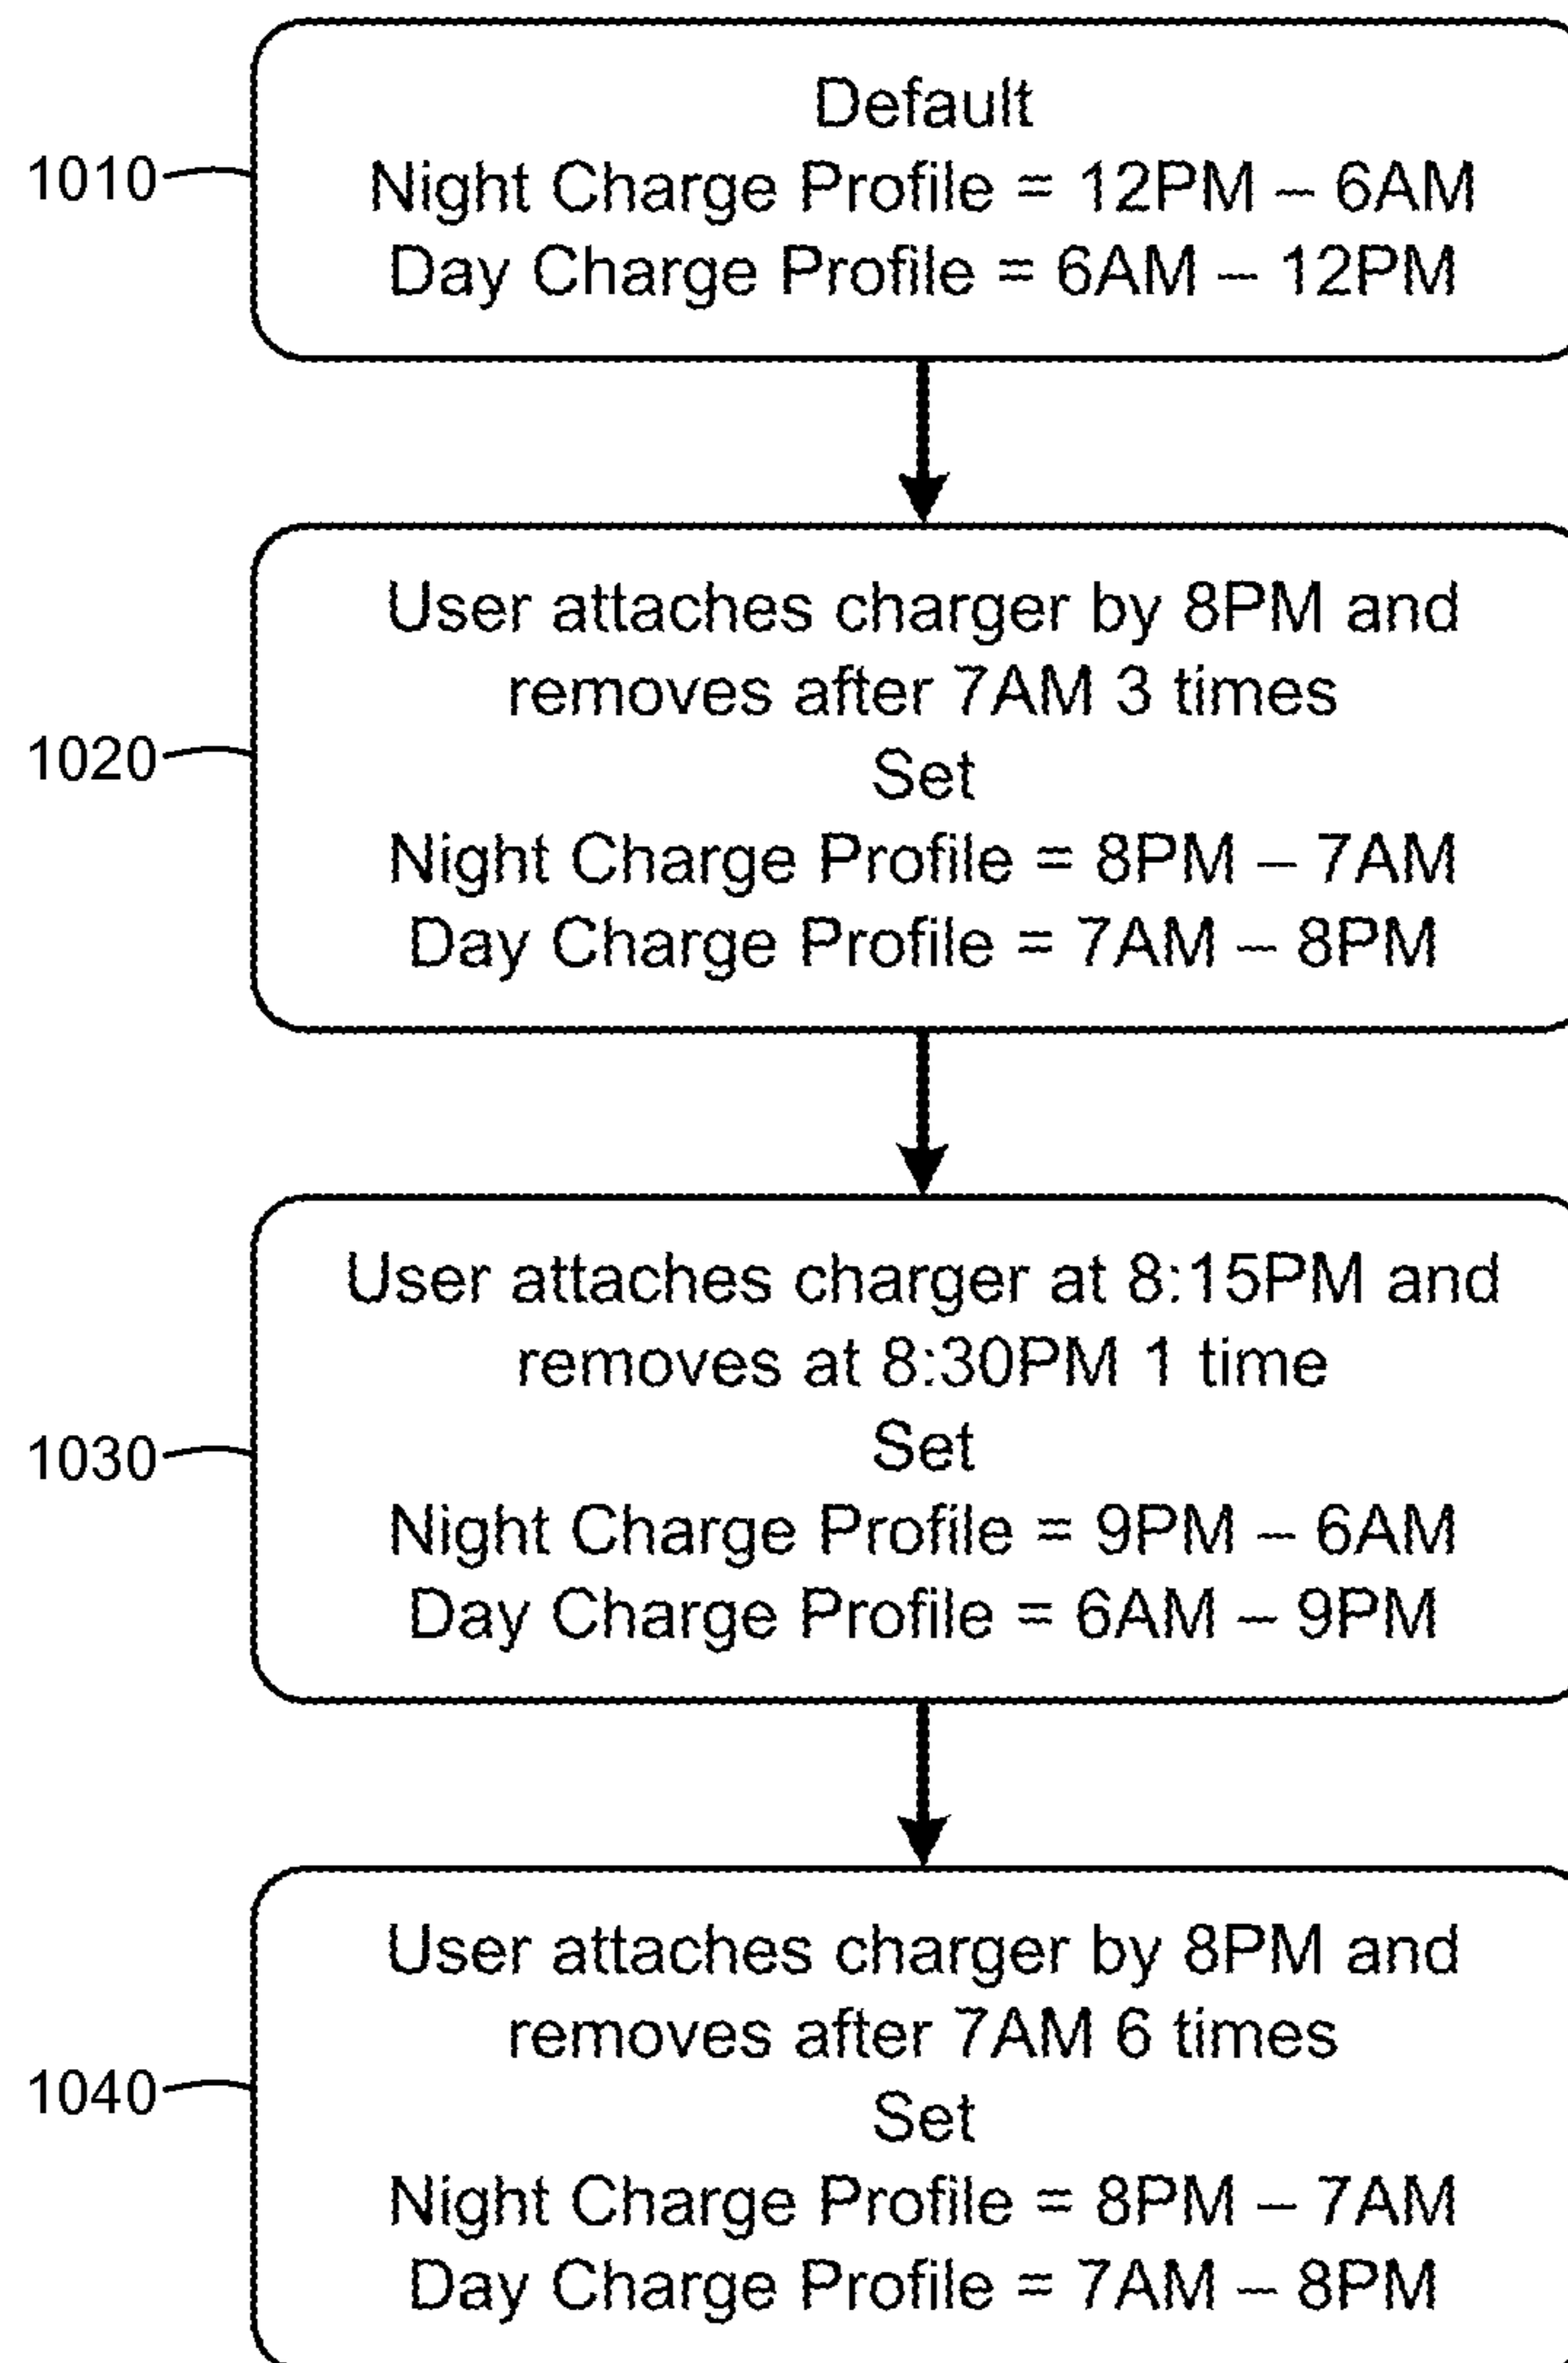 Default
1010
Night Charge Profile = 12PM – 6AM
Day Charge Profile = 6AM – 12PM
User attaches charger by 8PM and
removes after 7AM 3 times
1020
Set
Night Charge Profile = 8PM – 7AM
Day Charge Profile = 7AM – 8PM
User attaches charger at 8:15PM and
removes at 8:30PM 1 time
1030
Set
Night Charge Profile = 9PM – 6AM
Day Charge Profile = 6AM – 9PM
User attaches charger by 8PM and
removes after 7AM 6 times
1040
Set
Night Charge Profile = 8PM – 7AM
Day Charge Profile = 7AM – 8PM